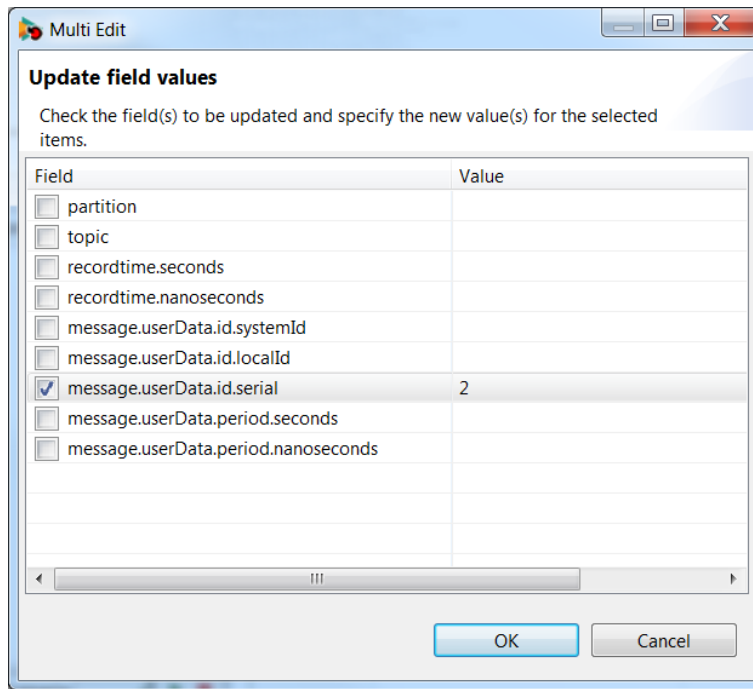 Multi Edit
Update field values
Check the field(s) to be updated and specify the new value(s) for the selected
items.
Field Value
partition
topic
recordtime.seconds
recordtime.nanoseconds
message.userData.id.systemId
message.userData.id.localId
message.userData.id.serial 2
message.userData.period.seconds
message.userData.period.nanoseconds
OK Cancel